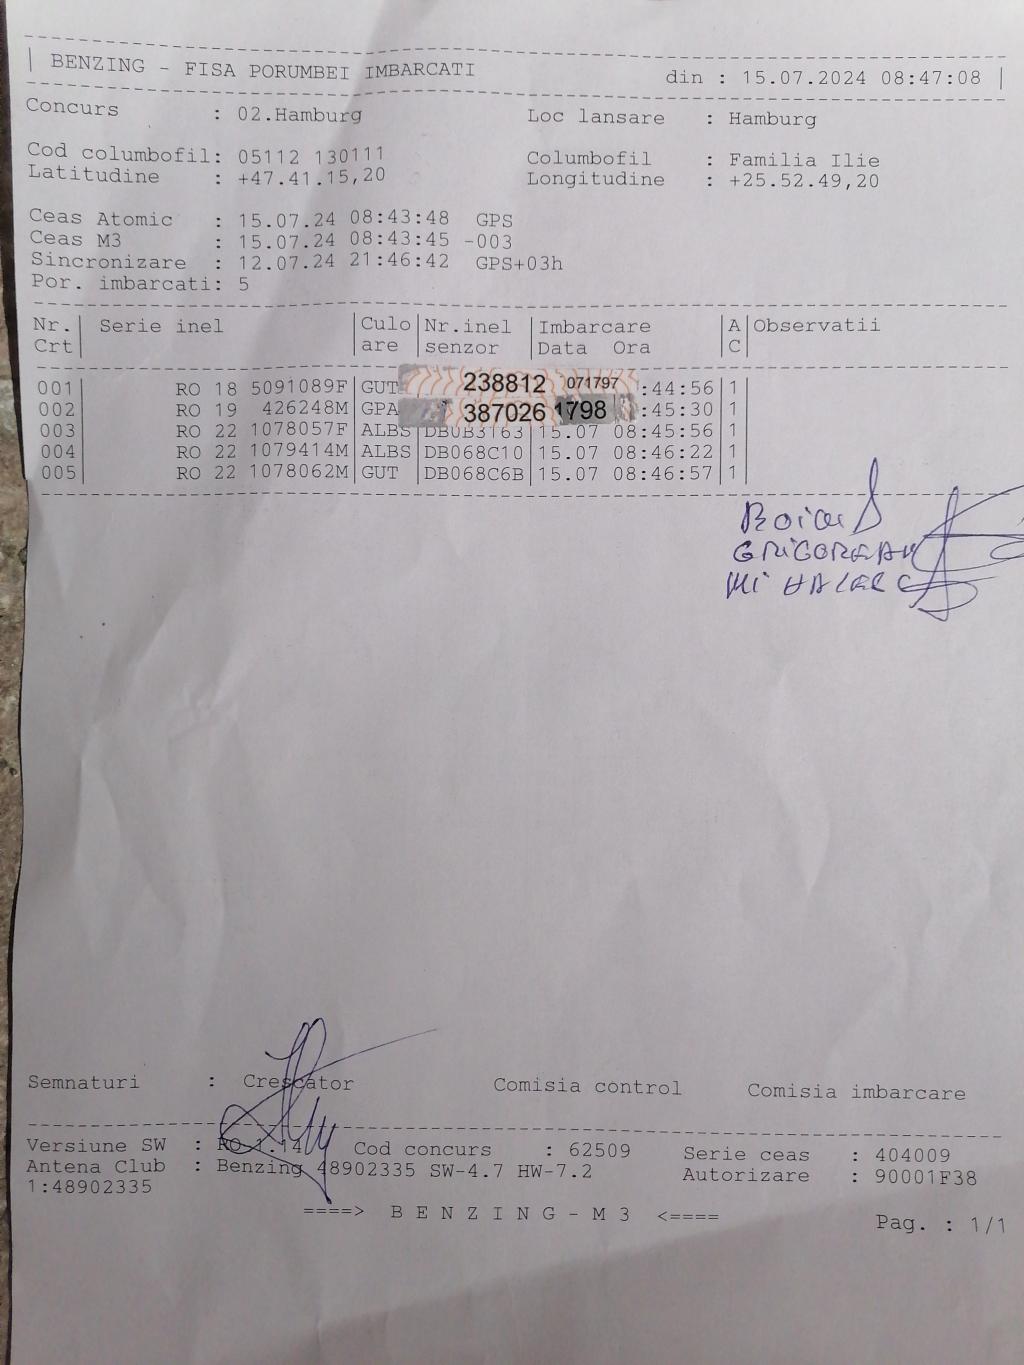 BENZING - FISA PORUMBEI IMBARCATI din : 15.07.2024 08:47:08
Concurs : 02.Hamburg Loc lansare : Hamburg
Cod columbofil: 05112 130111 Columbofil : Familia Ilie
Latitudine : +47.41.15,20 Longitudine : +25.52.49,20
Ceas Atomic : 15.07.24 08:43:48 GPS
Ceas M3 : 15.07.24 08:43:45 -003
Sincronizare : 12.07.24 21:46:42 GPS+03h
Por. imbarcati: 5
Nr. Serie inel Culo Nr.inel Imbarcare A Observatii
Crt are senzor Data Ora C
001 RO 18 5091089F GUT 238812 071797 :44:56 1
002 RO 19 426248M GPA 387026 1798 :45:30 1
003 RO 22 1078057F ALBS DB0B3163 15.07 08:45:56 1
004 RO 22 1079414M ALBS DB068C10 15.07 08:46:22 1
005 RO 22 1078062M GUT DB068C6B 15.07 08:46:57 1
Semnaturi : Crescator Comisia control Comisia imbarcare
Versiune SW : RO 1.14 Cod concurs : 62509 Serie ceas : 404009
Antena Club : Benzing 48902335 SW-4.7 HW-7.2 Autorizare : 90001F38
1:48902335
====> B E N Z I N G - M 3 <====
Pag. : 1/1